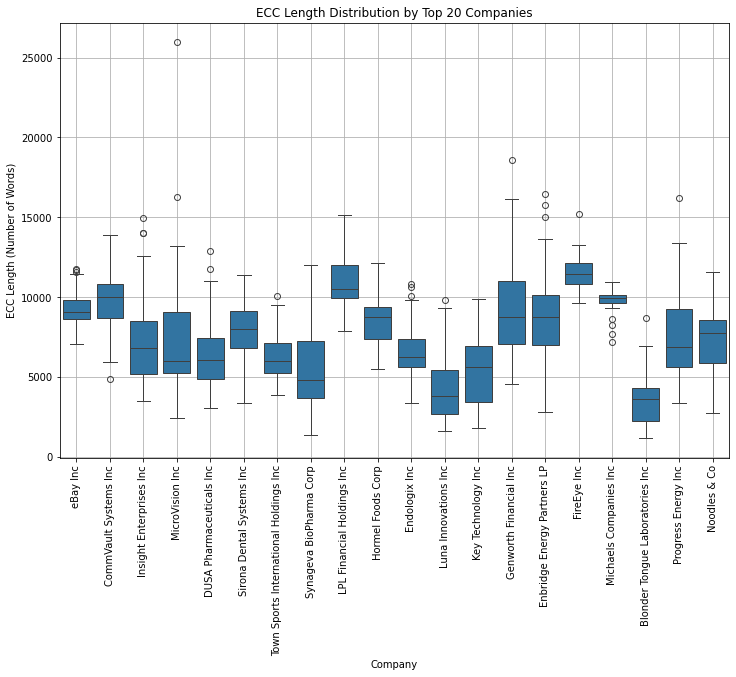 ECC Length Distribution by Top 20 Companies
ECC Length (Number of Words)
25000
20000
15000
10000
5000
0
eBay Inc
CommVault Systems Inc
Insight Enterprises Inc
MicroVision Inc
DUSA Pharmaceuticals Inc
Sirona Dental Systems Inc
Town Sports International Holdings Inc
Synageva BioPharma Corp
LPL Financial Holdings Inc
Hormel Foods Corp
Endologix Inc
Luna Innovations Inc
Key Technology Inc
Genworth Financial Inc
Enbridge Energy Partners LP
FireEye Inc
Michaels Companies Inc
Blonder Tongue Laboratories Inc
Progress Energy Inc
Noodles & Co
Company